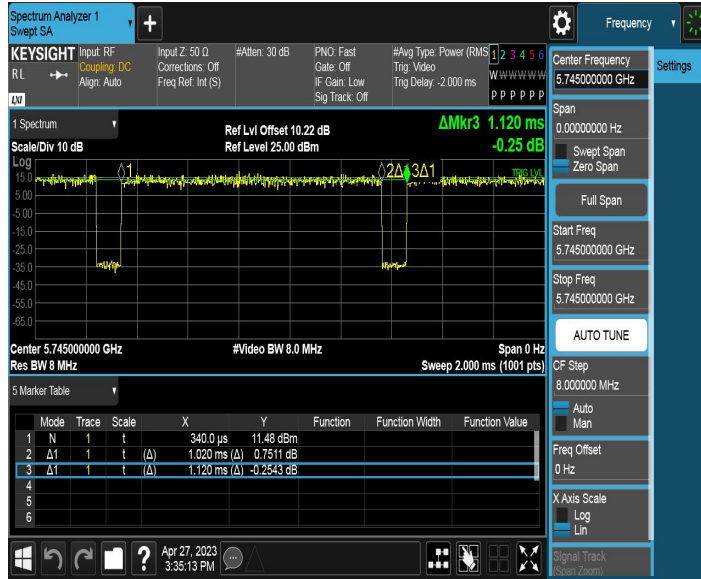 Spectrum Analyzer 1
Swept SA
+
Frequency
KEYSIGHT
RL
LXI
Input: RF
Coupling: DC
Align: Auto
Input Z: 50 Ω
Corrections: Off
Freq Ref: Int (S)
#Atten: 30 dB
PNO: Fast
Gate: Off
IF Gain: Low
Sig Track: Off
#Avg Type: Power (RMS
Trig: Video
Trig Delay: -2.000 ms
1 2 3 4 5 6
W W W W W W
P P P P P P
1 Spectrum
Scale/Div 10 dB
Ref Lvl Offset 10.22 dB
Ref Level 25.00 dBm
ΔMkr3 1.120 ms
-0.25 dB
Log
15.0
5.00
-5.00
-15.0
-25.0
-35.0
-45.0
-55.0
-65.0
1
2Δ
3Δ1
TRIG LVL
Center 5.745000000 GHz
#Video BW 8.0 MHz
Span 0 Hz
Res BW 8 MHz
Sweep 2.000 ms (1001 pts)
5 Marker Table
Mode Trace Scale X Y Function Function Width Function Value
1 N 1 t 340.0 µs 11.48 dBm
2 Δ1 1 t (Δ) 1.020 ms (Δ) 0.7511 dB
3 Δ1 1 t (Δ) 1.120 ms (Δ) -0.2543 dB
4
5
6
?
Apr 27, 2023
3:35:13 PM
Center Frequency
5.745000000 GHz
Settings
Span
0.00000000 Hz
Swept Span
Zero Span
Full Span
Start Freq
5.745000000 GHz
Stop Freq
5.745000000 GHz
AUTO TUNE
CF Step
8.000000 MHz
Auto
Man
Freq Offset
0 Hz
X Axis Scale
Log
Lin
Signal Track
(Span Zoom)